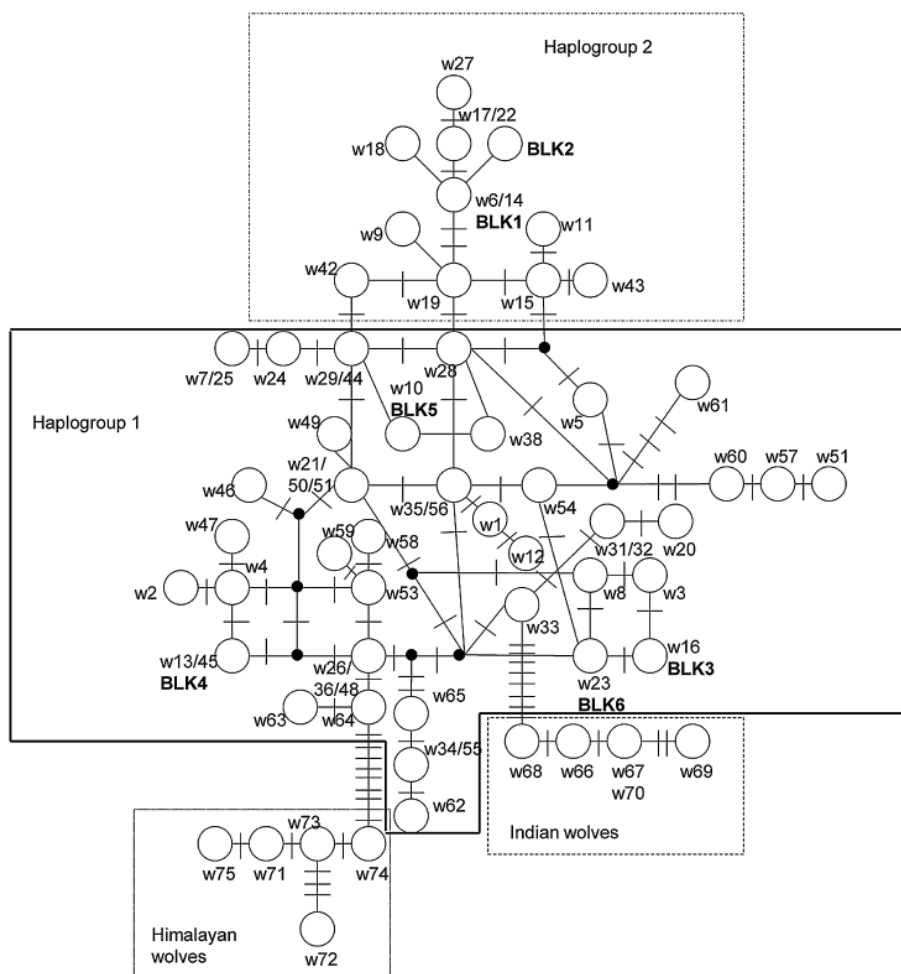 Haplogroup 2
w27
w17/22
w18
BLK2
w6/14
BLK1
w9
w11
w42
w19
w15
w43
w7/25
w24
w29/44
w28
w10
BLK5
w5
w61
Haplogroup 1
w49
w38
w21/
50/51
w60
w57
w51
w46
w35/56
w54
w47
w59
w58
w1
w12
w31/32
w20
w2
w4
w53
w8
w3
w33
w13/45
BLK4
w26/
36/48
w16
BLK3
w23
BLK6
w65
w63
w64
w34/55
w68
w66
w67
w70
w69
w62
Indian wolves
w73
w75
w71
w74
w72
Himalayan
wolves